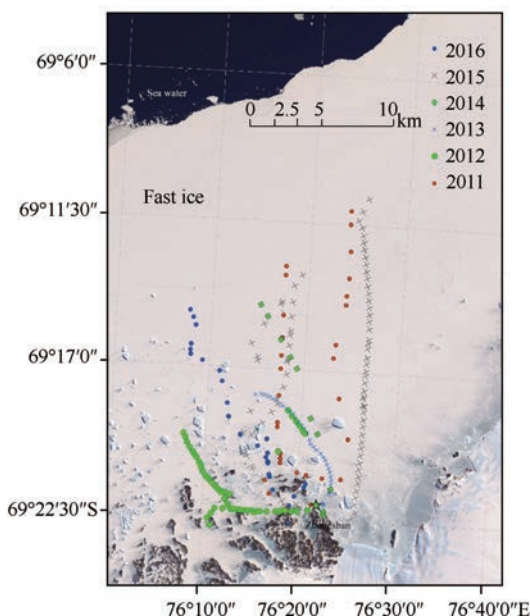 69°6′0″
Sea water
0 2.5 5 10
km
2016
2015
2014
2013
2012
2011
Fast ice
69°11′30″
69°17′0″
69°22′30″S
Zhongshan
76°10′0″ 76°20′0″ 76°30′0″ 76°40′0″E